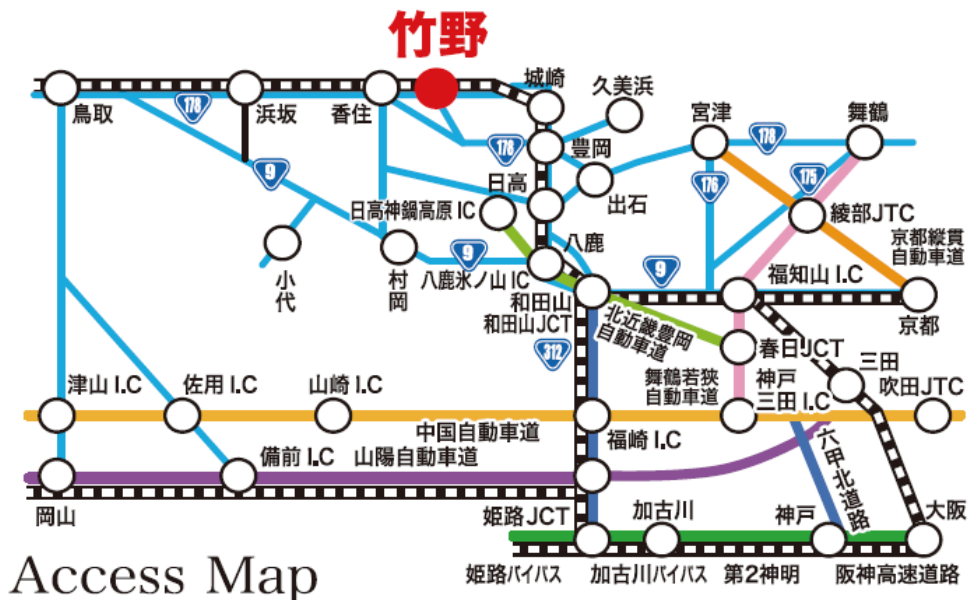 竹野
鳥取
178
浜坂
香住
城崎
久美浜
豊岡
178
宮津
178
舞鶴
9
日高
日高神鍋高原 IC
出石
176
175
綾部JTC
京都縦貫
自動車道
小代
村岡
八鹿氷ノ山 IC
9
八鹿
和田山
和田山 JCT
9
福知山 I.C
京都
北近畿豊岡
自動車道
312
春日JCT
舞鶴若狭
自動車道
神戸
三田 I.C
三田
吹田JTC
津山 I.C
佐用 I.C
山崎 I.C
中国自動車道
福崎 I.C
備前 I.C
山陽自動車道
六甲北道路
岡山
姫路 JCT
加古川
神戸
大阪
姫路バイパス
加古川バイパス
第2神明
阪神高速道路
Access Map